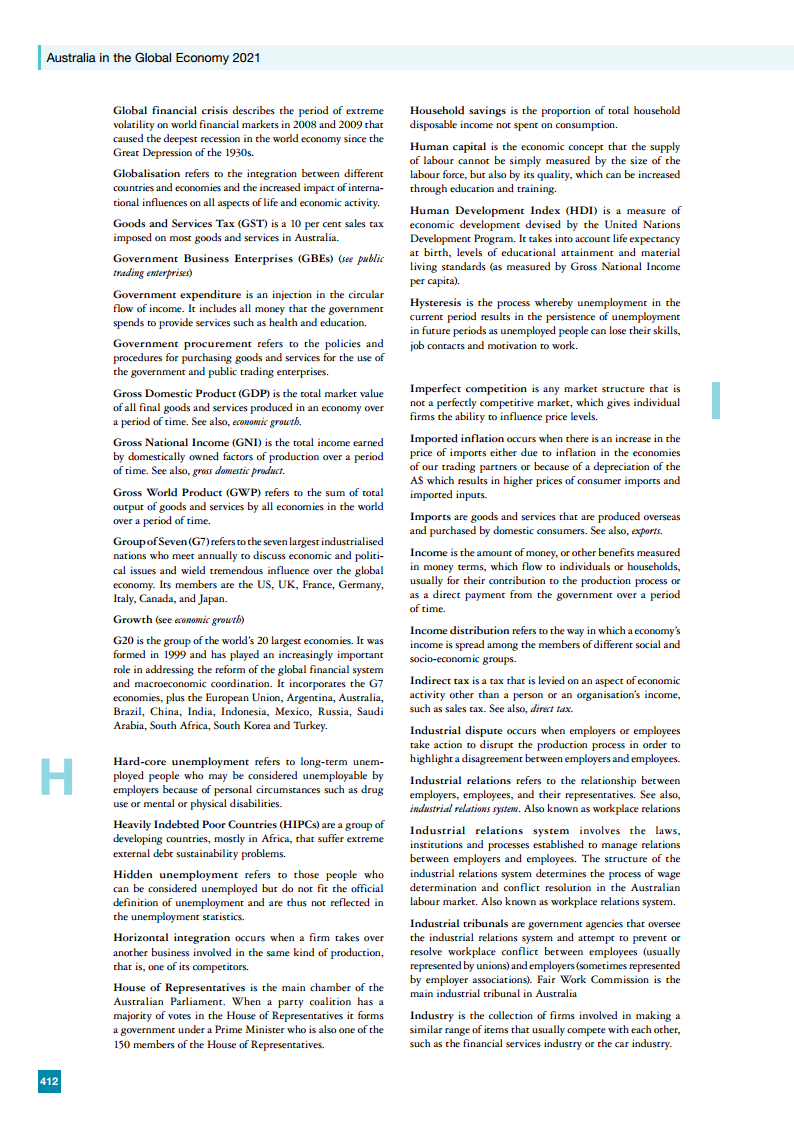 Australia in the Global Economy 2021
Global financial crisis describes the period of extreme
volatility on world financial markets in 2008 and 2009 that
caused the deepest recession in the world economy since the
Great Depression of the 1930s.
Globalisation refers to the integration between different
countries and economies and the increased impact of interna-
tional influences on all aspects of life and economic activity.
Goods and Services Tax (GST) is a 10 per cent sales tax
imposed on most goods and services in Australia.
Government Business Enterprises (GBEs) (see public
trading enterprises)
Government expenditure is an injection in the circular
flow of income. It includes all money that the government
spends to provide services such as health and education.
Government procurement refers to the policies and
procedures for purchasing goods and services for the use of
the government and public trading enterprises.
Gross Domestic Product (GDP) is the total market value
of all final goods and services produced in an economy over
a period of time. See also, economic growth.
Gross National Income (GNI) is the total income earned
by domestically owned factors of production over a period
of time. See also, gross domestic product.
Gross World Product (GWP) refers to the sum of total
output of goods and services by all economies in the world
over a period of time.
Group of Seven (G7) refers to the seven largest industrialised
nations who meet annually to discuss economic and politi-
cal issues and wield tremendous influence over the global
economy. Its members are the US, UK, France, Germany,
Italy, Canada, and Japan.
Growth (see economic growth)
G20 is the group of the world's 20 largest economies. It was
formed in 1999 and has played an increasingly important
role in addressing the reform of the global financial system
and macroeconomic coordination. It incorporates the G7
economies, plus the European Union, Argentina, Australia,
Brazil, China, India, Indonesia, Mexico, Russia, Saudi
Arabia, South Africa, South Korea and Turkey.
H
Hard-core unemployment refers to long-term unem-
ployed people who may be considered unemployable by
employers because of personal circumstances such as drug
use or mental or physical disabilities.
Heavily Indebted Poor Countries (HIPCs) are a group of
developing countries, mostly in Africa, that suffer extreme
external debt sustainability problems.
Hidden unemployment refers to those people who
can be considered unemployed but do not fit the official
definition of unemployment and are thus not reflected in
the unemployment statistics.
Horizontal integration occurs when a firm takes over
another business involved in the same kind of production,
that is, one of its competitors.
House of Representatives is the main chamber of the
Australian Parliament. When a party coalition has a
majority of votes in the House of Representatives it forms
a government under a Prime Minister who is also one of the
150 members of the House of Representatives.
Household savings is the proportion of total household
disposable income not spent on consumption.
Human capital is the economic concept that the supply
of labour cannot be simply measured by the size of the
labour force, but also by its quality, which can be increased
through education and training.
Human Development Index (HDI) is a measure of
economic development devised by the United Nations
Development Program. It takes into account life expectancy
at birth, levels of educational attainment and material
living standards (as measured by Gross National Income
per capita).
Hysteresis is the process whereby unemployment in the
current period results in the persistence of unemployment
in future periods as unemployed people can lose their skills,
job contacts and motivation to work.
I
Imperfect competition is any market structure that is
not a perfectly competitive market, which gives individual
firms the ability to influence price levels.
Imported inflation occurs when there is an increase in the
price of imports either due to inflation in the economies
of our trading partners or because of a depreciation of the
A$ which results in higher prices of consumer imports and
imported inputs.
Imports are goods and services that are produced overseas
and purchased by domestic consumers. See also, exports.
Income is the amount of money, or other benefits measured
in money terms, which flow to individuals or households,
usually for their contribution to the production process or
as a direct payment from the government over a period
of time.
Income distribution refers to the way in which a economy's
income is spread among the members of different social and
socio-economic groups.
Indirect tax is a tax that is levied on an aspect of economic
activity other than a person or an organisation's income,
such as sales tax. See also, direct tax.
Industrial dispute occurs when employers or employees
take action to disrupt the production process in order to
highlight a disagreement between employers and employees.
Industrial relations refers to the relationship between
employers, employees, and their representatives. See also,
industrial relations system. Also known as workplace relations
Industrial relations system involves the laws,
institutions and processes established to manage relations
between employers and employees. The structure of the
industrial relations system determines the process of wage
determination and conflict resolution in the Australian
labour market. Also known as workplace relations system.
Industrial tribunals are government agencies that oversee
the industrial relations system and attempt to prevent or
resolve workplace conflict between employees (usually
represented by unions) and employers (sometimes represented
by employer associations). Fair Work Commission is the
main industrial tribunal in Australia
Industry is the collection of firms involved in making a
similar range of items that usually compete with each other,
such as the financial services industry or the car industry.
412